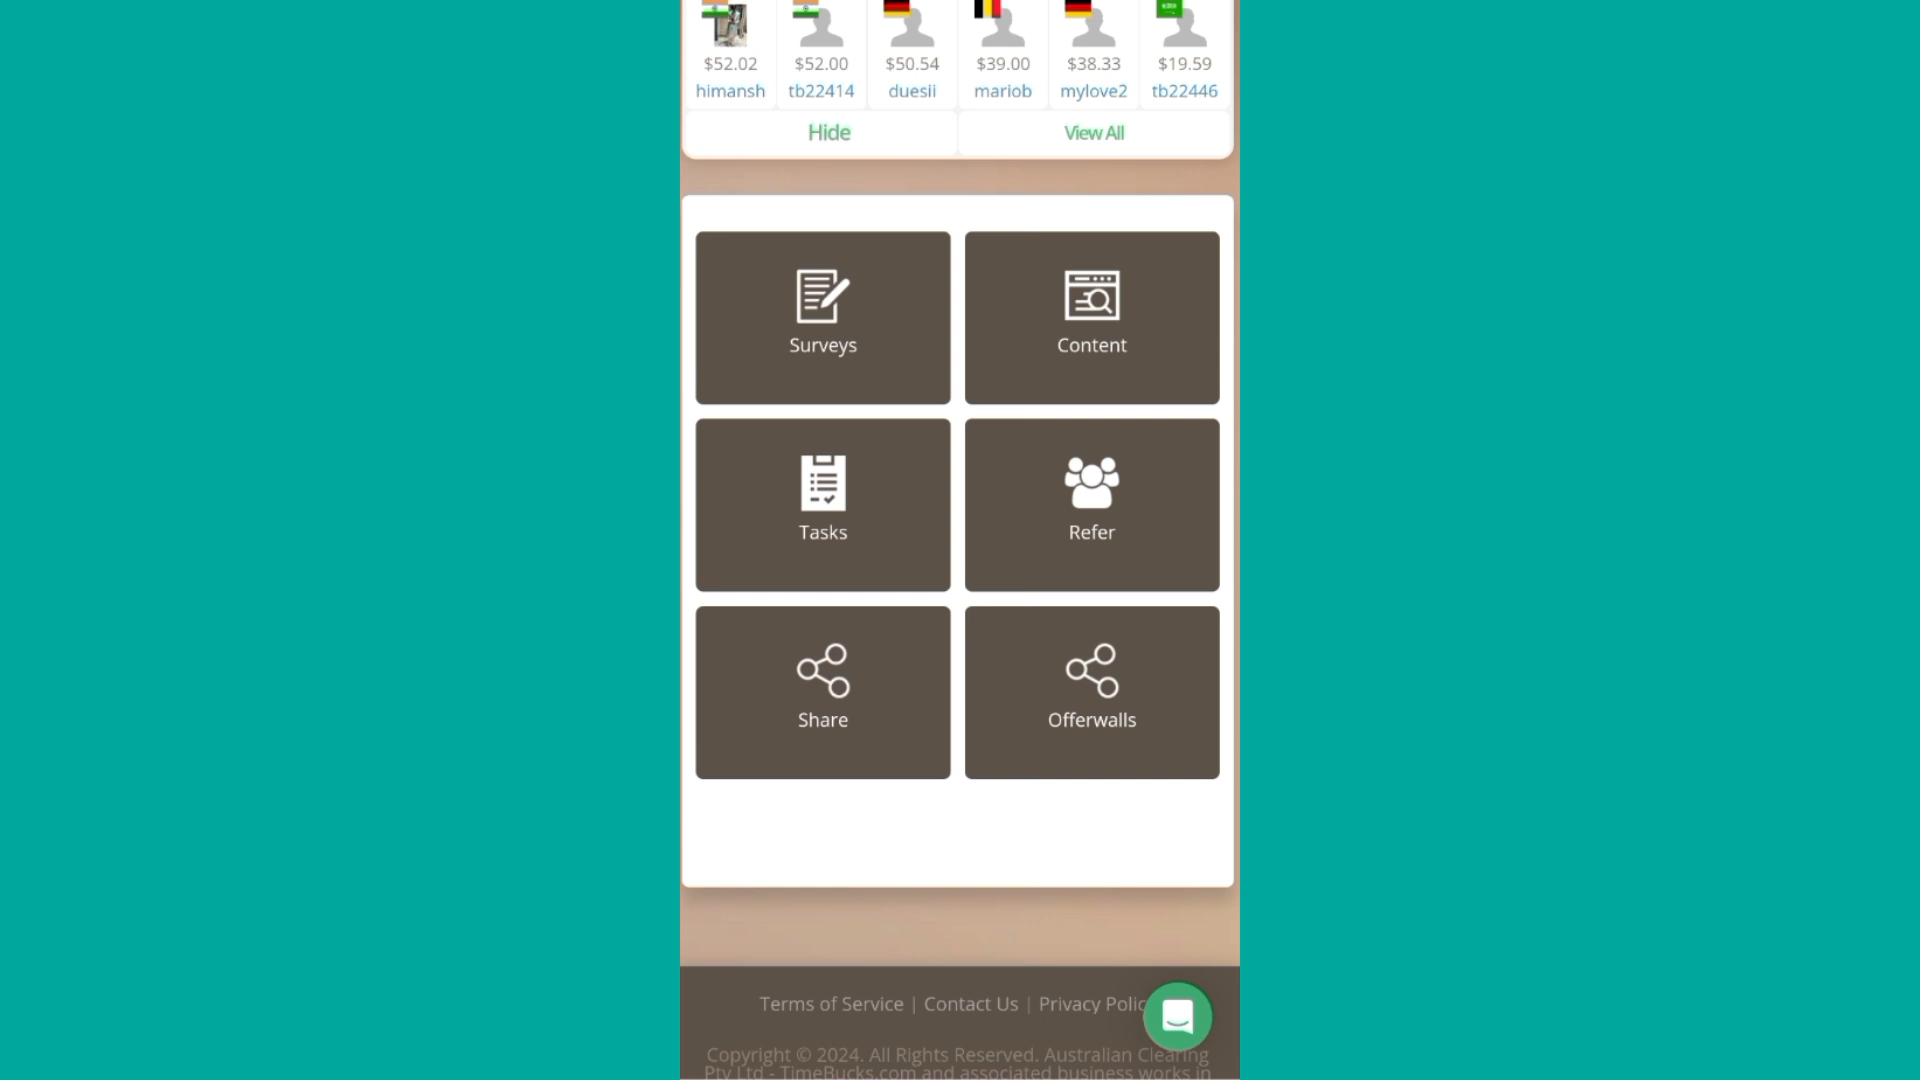 $52.02 $52.00 $50.54 $39.00 $38.33 $19.59
himansh tb22414 duesii mariob mylove2 tb22446
Hide View All
Surveys Content
Tasks Refer
Share Offerwalls
Terms of Service | Contact Us | Privacy Polic
Copyright © 2024. All Rights Reserved. Australian Clearing
Pty Ltd - TimeBucks.com and associated business works in